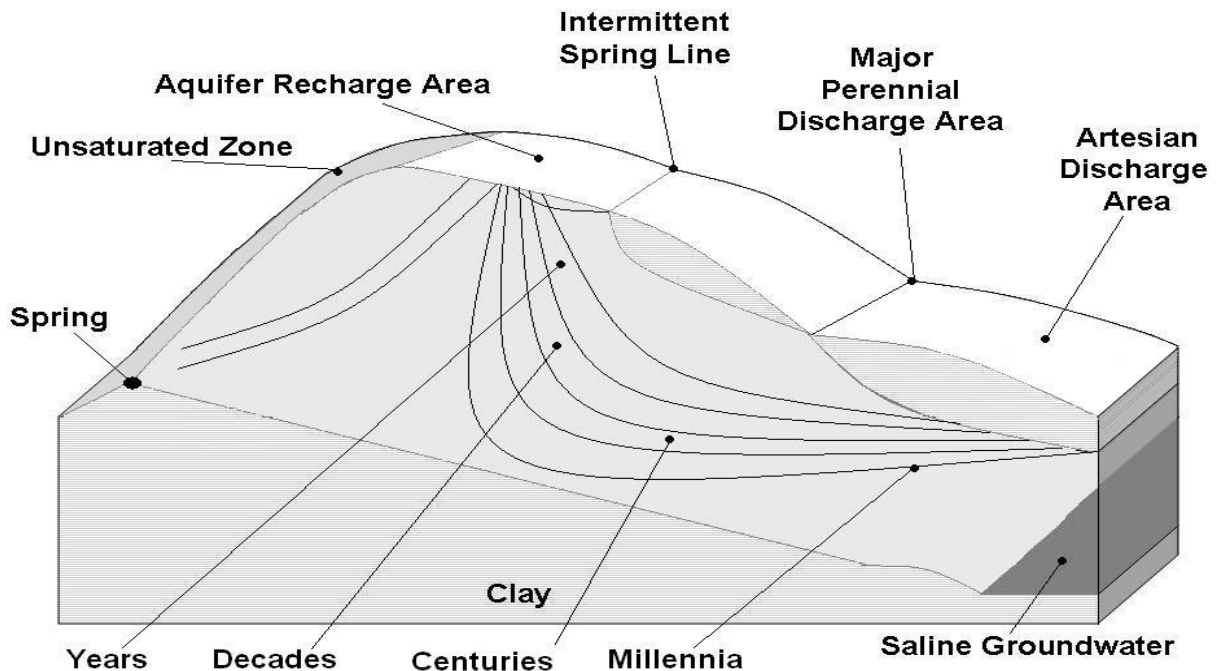 Intermittent
Spring Line
Major
Perennial
Discharge Area
Aquifer Recharge Area
Artesian
Discharge
Area
Unsaturated Zone
Spring
Clay
Saline Groundwater
Years
Decades
Centuries
Millennia